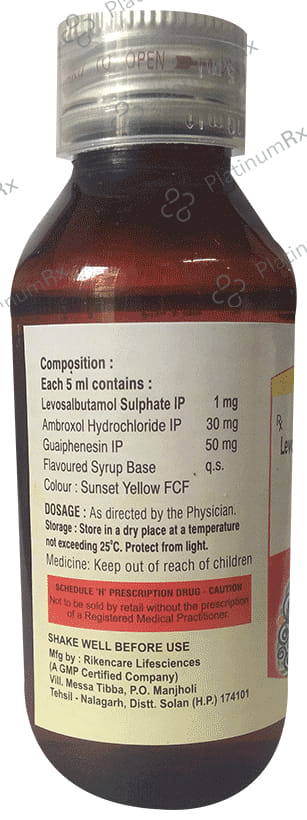 TO OPEN
Composition :
Each 5 ml contains :
Levosalbutamol Sulphate IP 1 mg
Ambroxol Hydrochloride IP 30 mg
Guaiphenesin IP 50 mg
Flavoured Syrup Base q.s.
Colour : Sunset Yellow FCF
DOSAGE : As directed by the Physician.
Storage : Store in a dry place at a temperature
not exceeding 25°C. Protect from light.
Medicine: Keep out of reach of children
SCHEDULE 'H' PRESCRIPTION DRUG - CAUTION
Not to be sold by retail without the prescription
of a Registered Medical Practitioner.
SHAKE WELL BEFORE USE
Mfg by : Rikencare Lifesciences
(A GMP Certified Company)
Vill. Messa Tibba, P.O. Manjholi
Tehsil - Nalagarh, Distt. Solan (H.P.) 174101
Rx
Levo
PlatinumRx